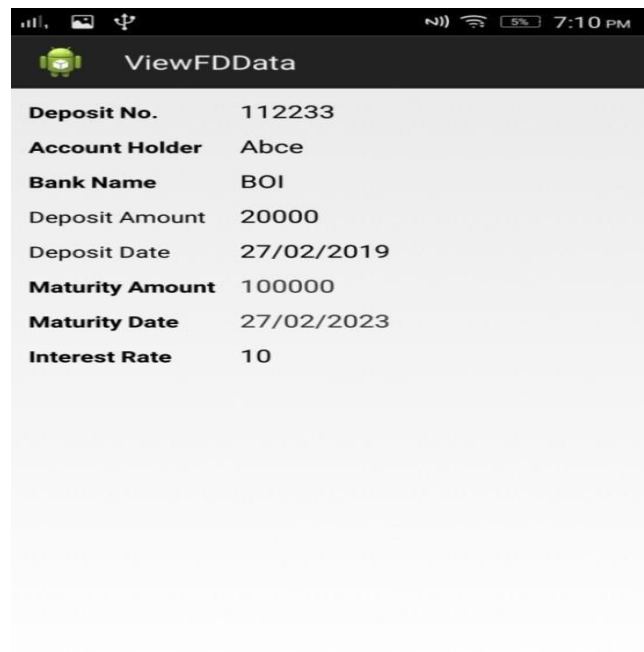 5% 7:10 PM
ViewFDData
Deposit No. 112233
Account Holder Abce
Bank Name BOI
Deposit Amount 20000
Deposit Date 27/02/2019
Maturity Amount 100000
Maturity Date 27/02/2023
Interest Rate 10